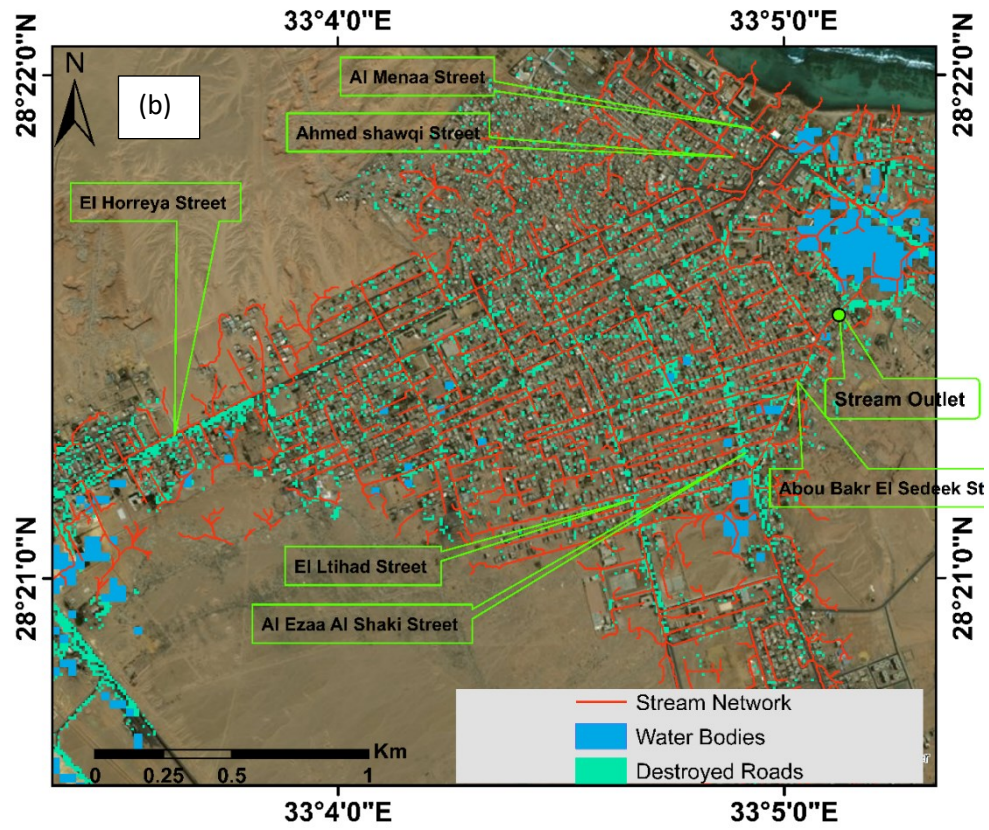 33°4'0"E
33°5'0"E
28°22'0"N
28°22'0"N
N
(b)
Al Menaa Street
Ahmed shawqi Street
El Horreya Street
Stream Outlet
Abou Bakr El Sedeek St
28°21'0"N
28°21'0"N
El Ltihad Street
Al Ezaa Al Shaki Street
Stream Network
Water Bodies
Destroyed Roads
Km
0 0.25 0.5 1
33°4'0"E
33°5'0"E